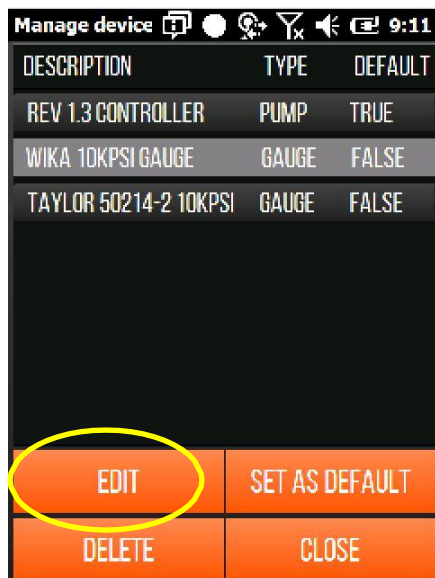 Manage device 9:11
DESCRIPTION TYPE DEFAULT
REV 1.3 CONTROLLER PUMP TRUE
WIKA 10KPSI GAUGE GAUGE FALSE
TAYLOR 50214-2 10KPSI GAUGE FALSE
EDIT SET AS DEFAULT
DELETE CLOSE